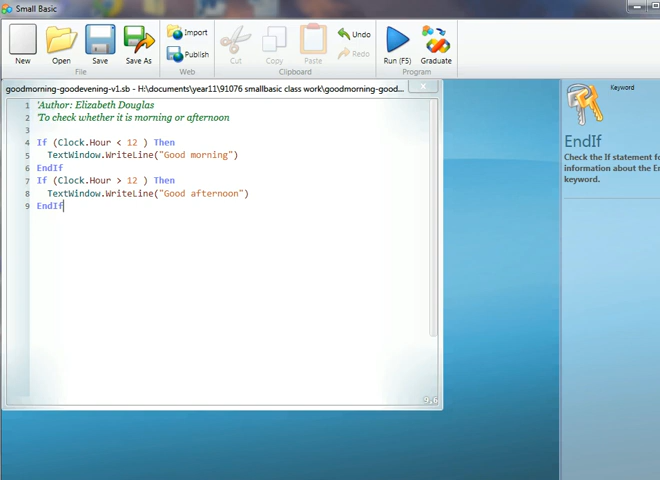 Small Basic
New
Open
Save
Save As
Import
Publish
Cut
Copy
Paste
Undo
Redo
Run (F5)
Graduate
File
Web
Clipboard
Program
goodmorning-goodevening-v1.sb - H:\documents\year11\91076 smallbasic class work\goodmorning-good...
1 'Author: Elizabeth Douglas
2 'To check whether it is morning or afternoon
3
4 If (Clock.Hour < 12 ) Then
5 TextWindow.WriteLine("Good morning")
6 EndIf
7 If (Clock.Hour > 12 ) Then
8 TextWindow.WriteLine("Good afternoon")
9 EndIf
9,6
Keyword
EndIf
Check the If statement fo
information about the En
keyword.